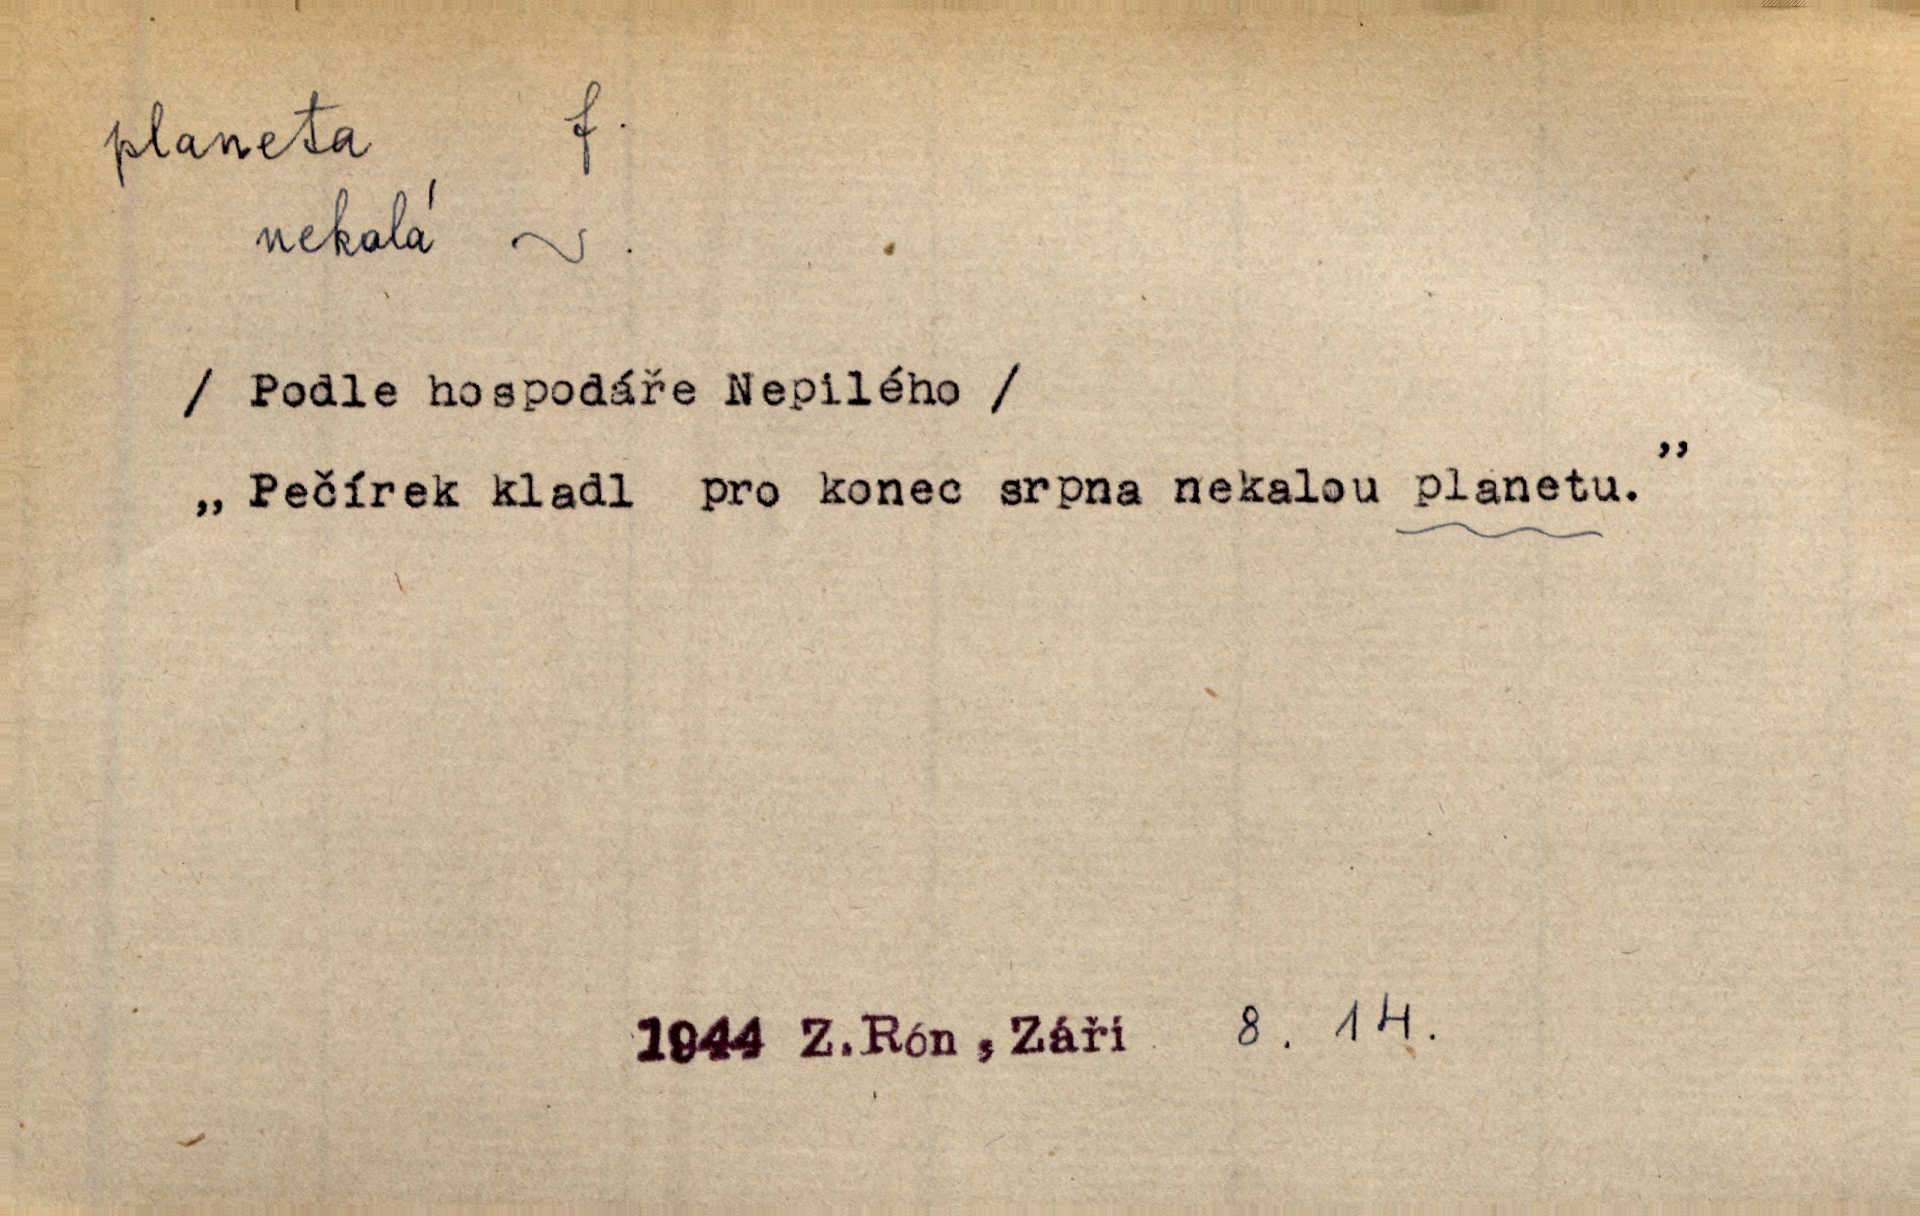 planeta f.
nekalá ~.
/ Podle hospodáře Nepilého /
„Pečírek kladl pro konec srpna nekalou planetu.”
1944 Z.Rón, Září 8. 14.